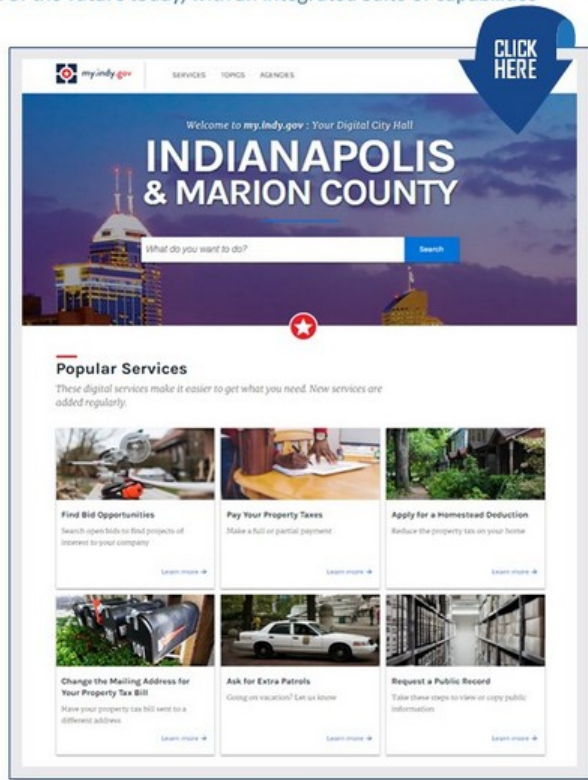 of the future today, with an integrated suite of capabilities
CLICK
HERE
my.indy.gov SERVICES TOPICS AGENCIES
Welcome to my.indy.gov : Your Digital City Hall
INDIANAPOLIS
& MARION COUNTY
What do you want to do? Search
Popular Services
These digital services make it easier to get what you need. New services are
added regularly.
Find Bid Opportunities
Search open bids to find projects of
interest to your company
Learn more →
Pay Your Property Taxes
Make a full or partial payment
Learn more →
Apply for a Homestead Deduction
Reduce the property tax on your home
Learn more →
Change the Mailing Address for
Your Property Tax Bill
Have your property tax bill sent to a
different address
Learn more →
Ask for Extra Patrols
Going on vacation? Let us know
Learn more →
Request a Public Record
Take these steps to view or copy public
information
Learn more →